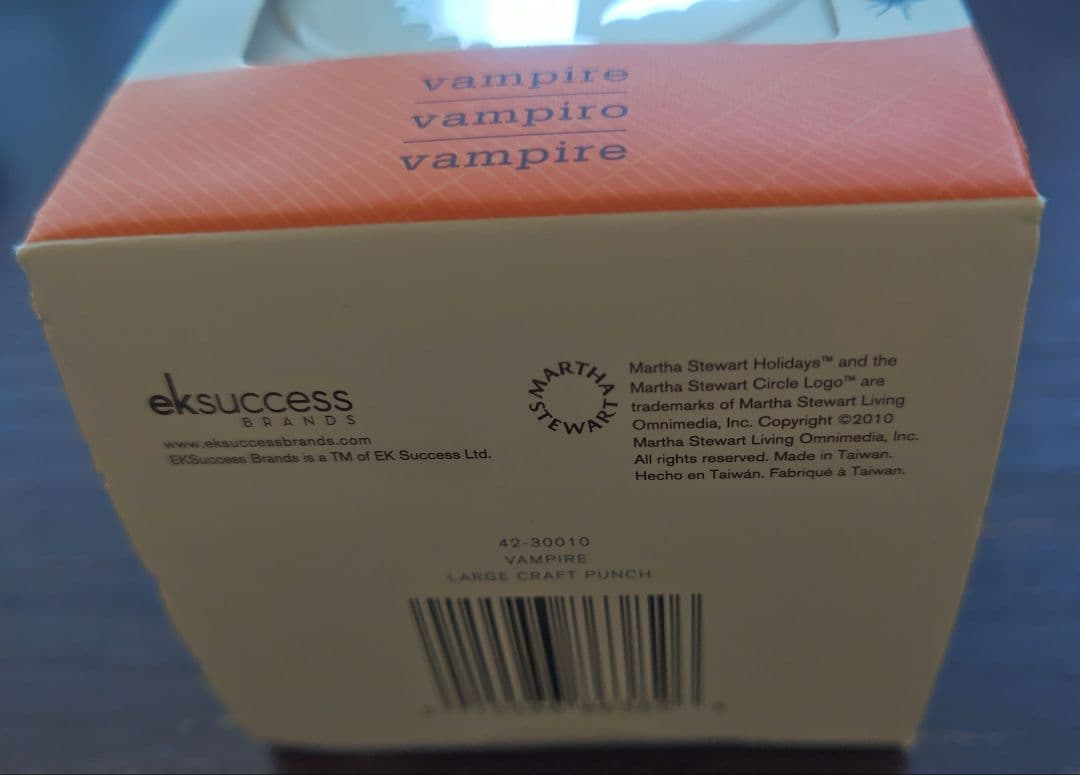 vampire
vampiro
vampire
eksuccess
BRANDS
www.eksuccessbrands.com
EKSuccess Brands is a TM of EK Success Ltd.
MARTHA STEWART
Martha Stewart Holidays™ and the
Martha Stewart Circle Logo™ are
trademarks of Martha Stewart Living
Omnimedia, Inc. Copyright ©2010
Martha Stewart Living Omnimedia, Inc.
All rights reserved. Made in Taiwan.
Hecho en Taiwán. Fabriqué à Taiwan.
42-30010
VAMPIRE
LARGE CRAFT PUNCH